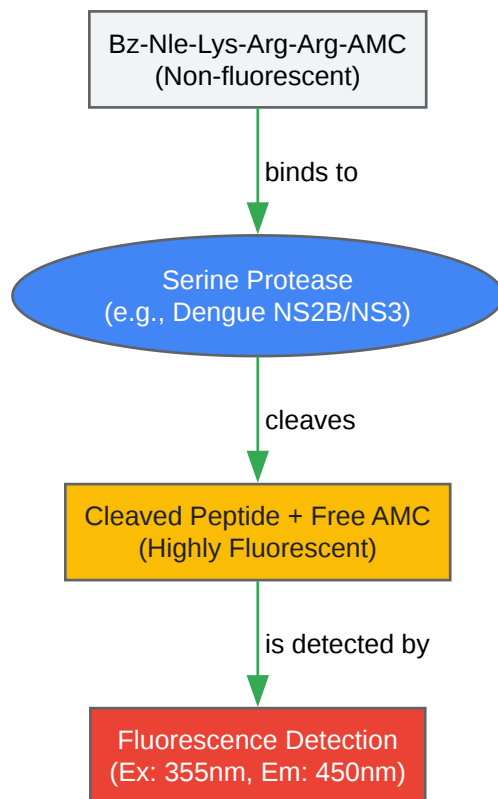 Bz-Nle-Lys-Arg-Arg-AMC
(Non-fluorescent)
binds to
Serine Protease
(e.g., Dengue NS2B/NS3)
cleaves
Cleaved Peptide + Free AMC
(Highly Fluorescent)
is detected by
Fluorescence Detection
(Ex: 355nm, Em: 450nm)